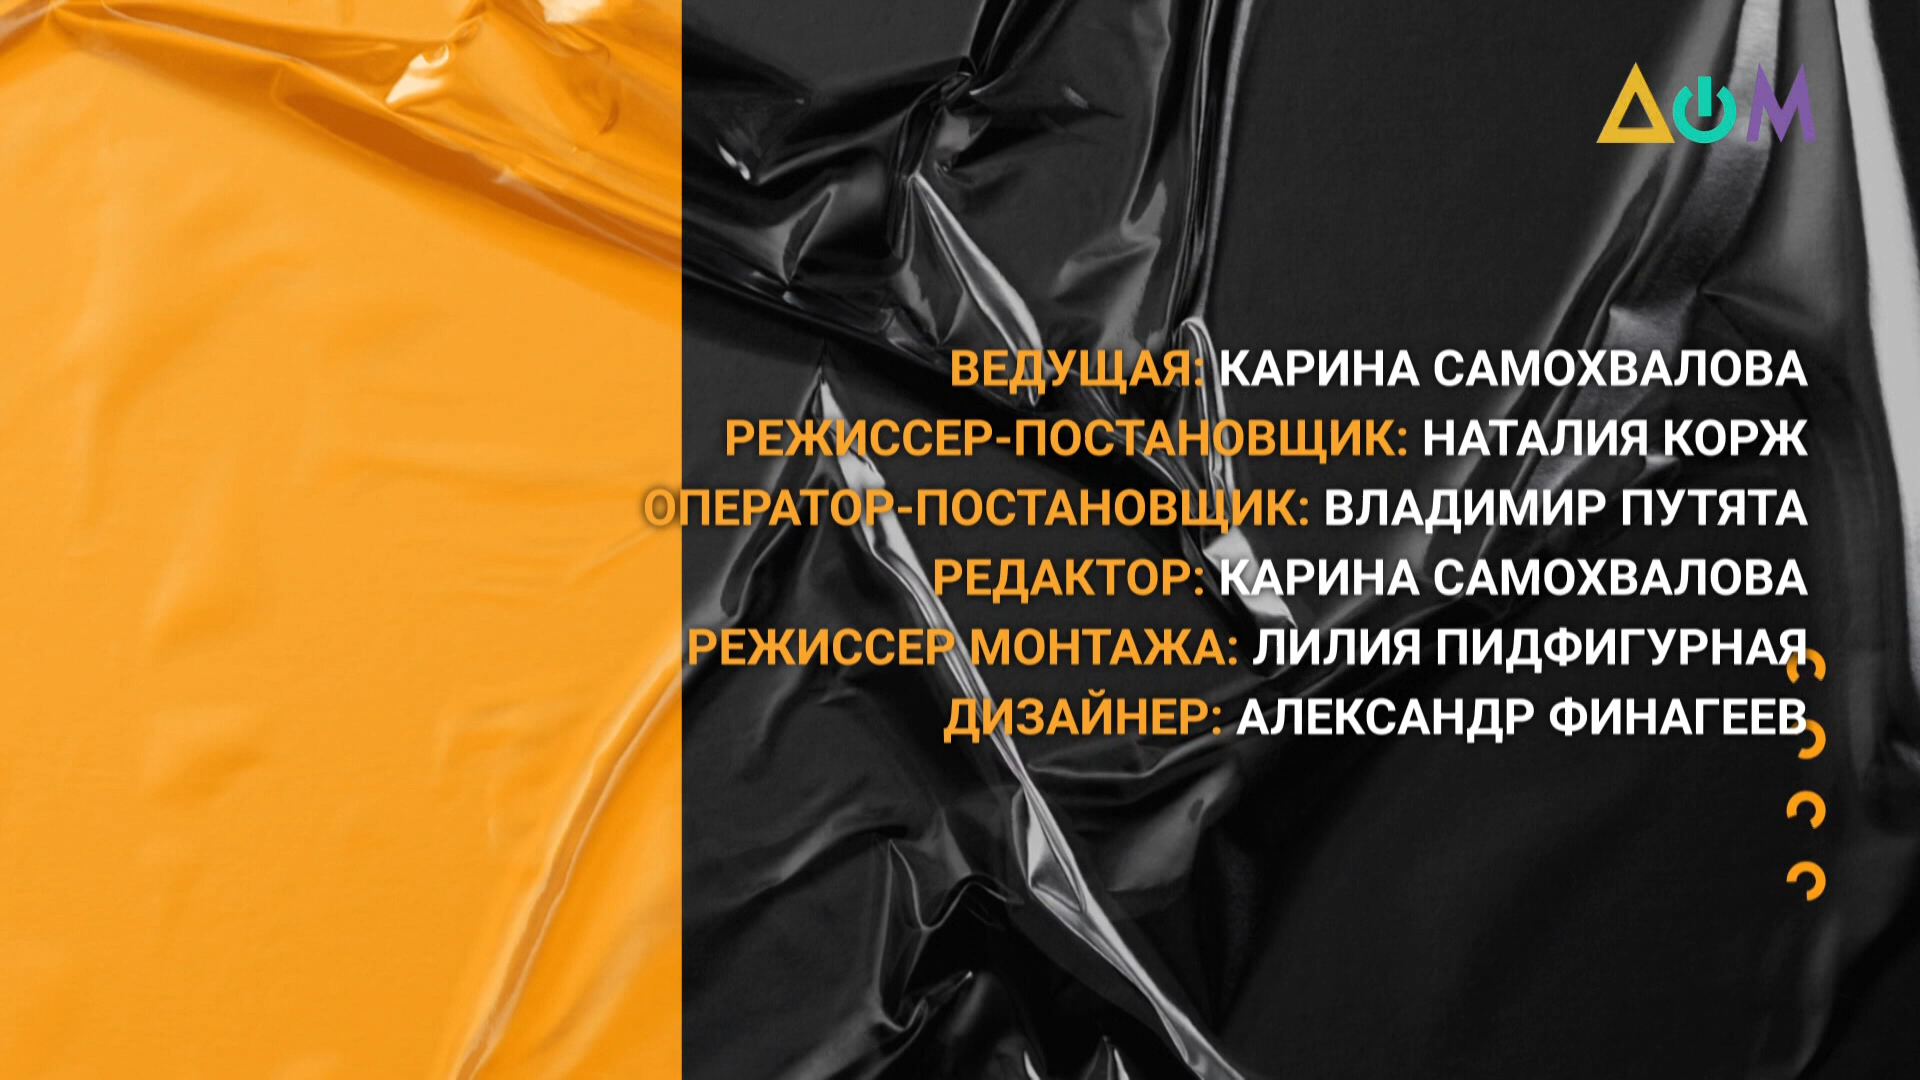 ДОМ
ВЕДУЩАЯ: КАРИНА САМОХВАЛОВА
РЕЖИССЕР-ПОСТАНОВЩИК: НАТАЛИЯ КОРЖ
ОПЕРАТОР-ПОСТАНОВЩИК: ВЛАДИМИР ПУТЯТА
РЕДАКТОР: КАРИНА САМОХВАЛОВА
РЕЖИССЕР МОНТАЖА: ЛИЛИЯ ПИДФИГУРНАЯ
ДИЗАЙНЕР: АЛЕКСАНДР ФИНАГЕЕВ